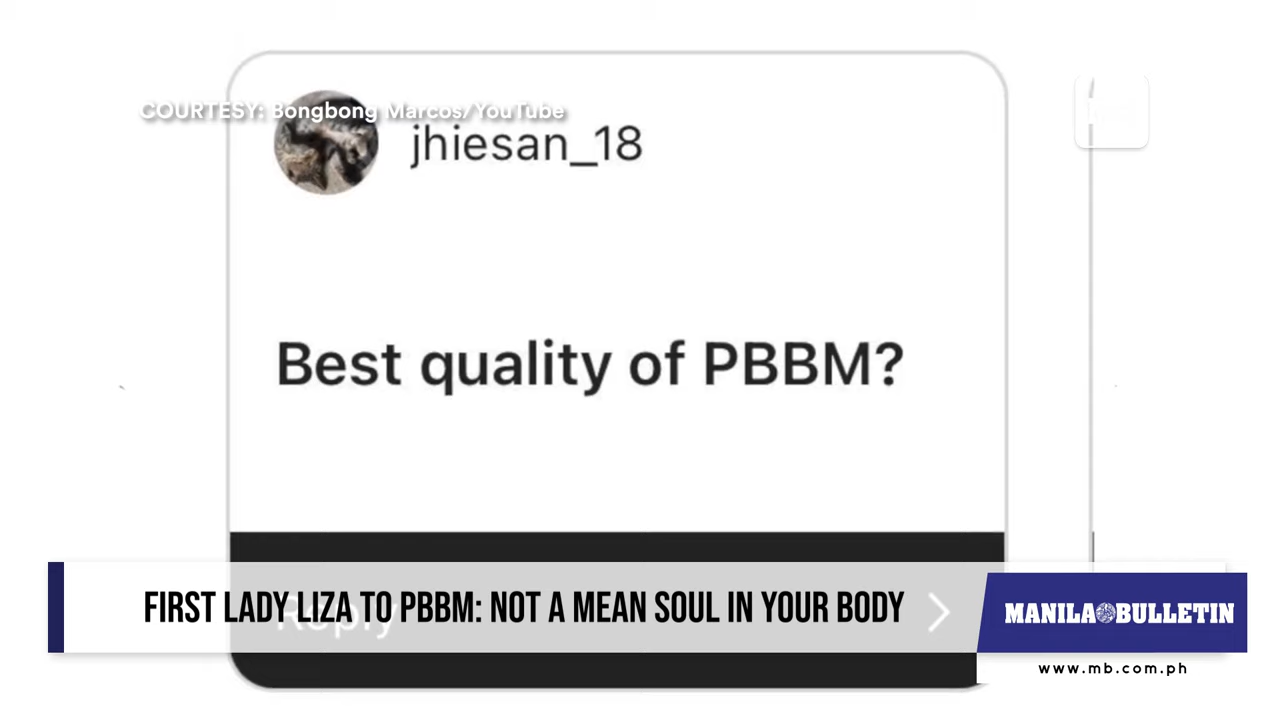 COURTESY: Bongbong Marcos/YouTube
jhiesan_18
Best quality of PBBM?
Reply
FIRST LADY LIZA TO PBBM: NOT A MEAN SOUL IN YOUR BODY
MANILA BULLETIN
www.mb.com.ph